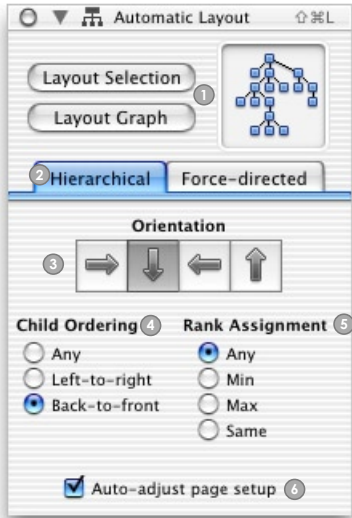 Automatic Layout ⇧⌘L
Layout Selection
1
Layout Graph
2 Hierarchical Force-directed
Orientation
3
Child Ordering 4 Rank Assignment 5
Any Any
Left-to-right Min
Back-to-front Max
Same
Auto-adjust page setup 6